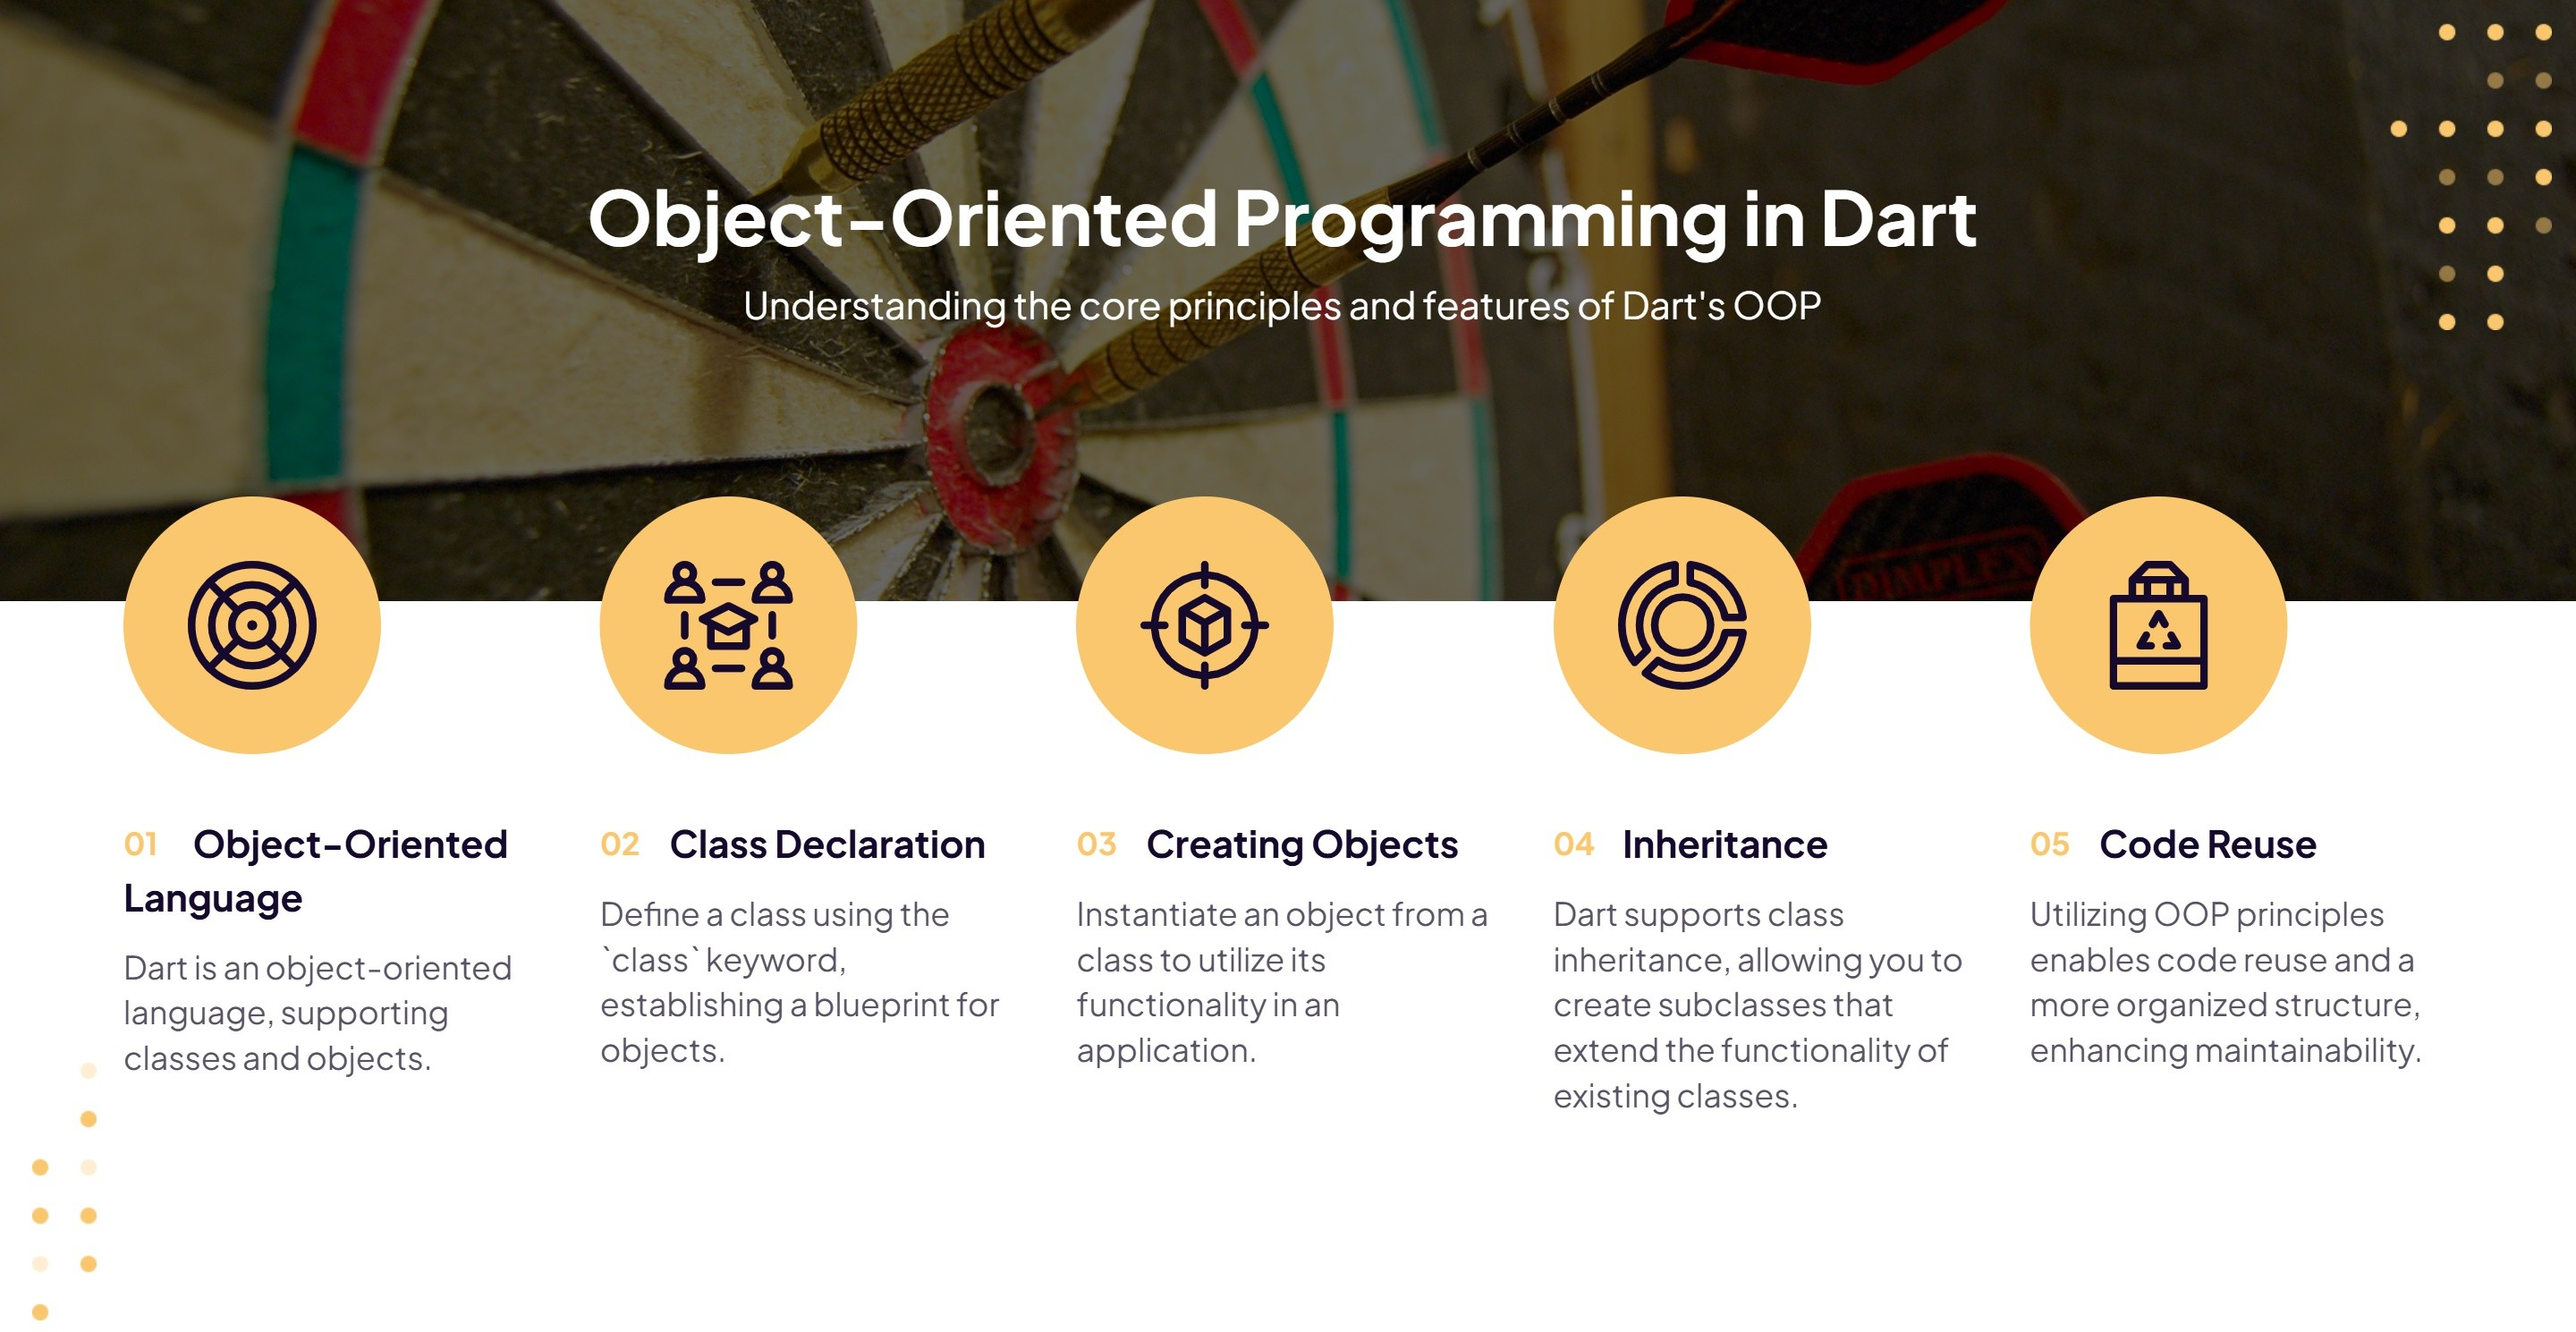 Object-Oriented Programming in Dart
Understanding the core principles and features of Dart's OOP
DIMPLEX
01 Object-Oriented
Language
Dart is an object-oriented
language, supporting
classes and objects.
02 Class Declaration
Define a class using the
`class` keyword,
establishing a blueprint for
objects.
03 Creating Objects
Instantiate an object from a
class to utilize its
functionality in an
application.
04 Inheritance
Dart supports class
inheritance, allowing you to
create subclasses that
extend the functionality of
existing classes.
05 Code Reuse
Utilizing OOP principles
enables code reuse and a
more organized structure,
enhancing maintainability.